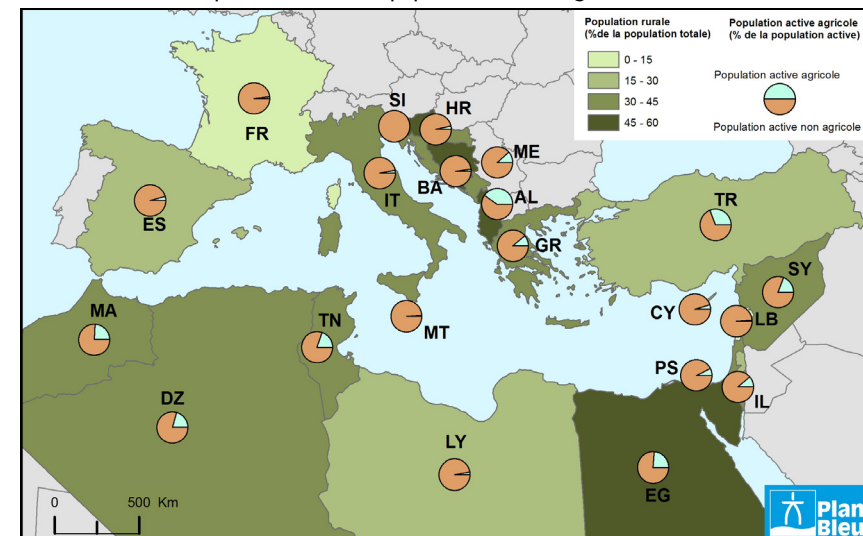 Population rurale
(%de la population totale)
0 - 15
15 - 30
30 - 45
45 - 60
Population active agricole
(% de la population active)
Population active agricole
Population active non agricole
FR
SI
HR
ME
BA
IT
AL
ES
GR
TR
SY
MA
TN
MT
CY
LB
PS
IL
DZ
LY
EG
0 500 Km
Plan
Bleu